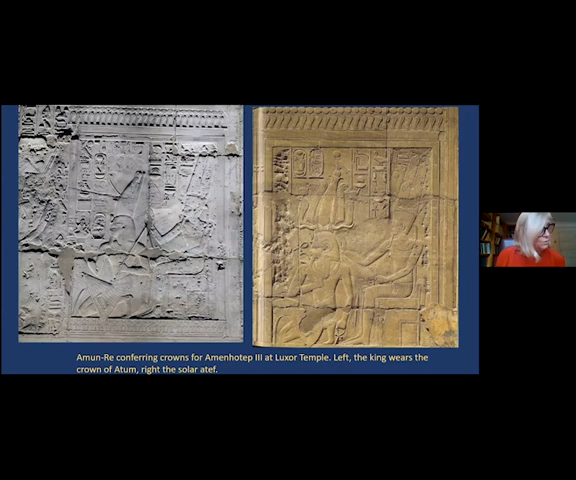 Amun-Re conferring crowns for Amenhotep III at Luxor Temple. Left, the king wears the
crown of Atum, right the solar atef.